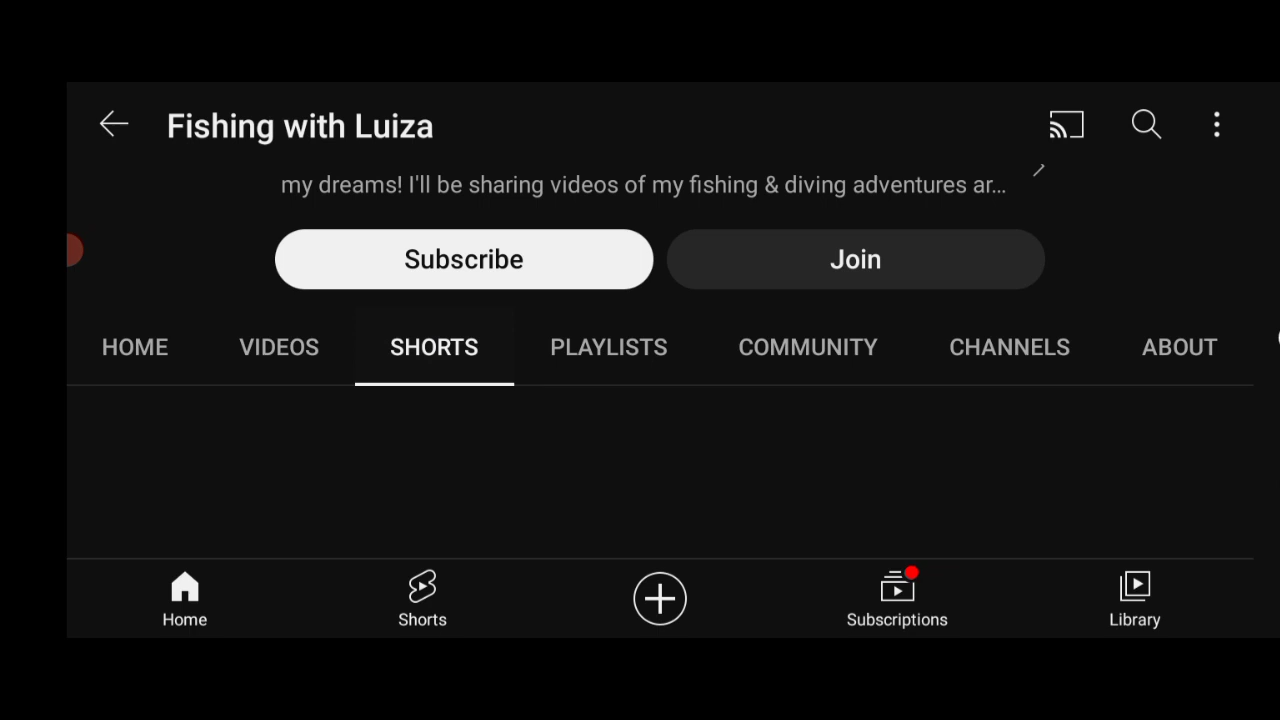 Fishing with Luiza
my dreams! I'll be sharing videos of my fishing & diving adventures ar...
Subscribe
Join
HOME VIDEOS SHORTS PLAYLISTS COMMUNITY CHANNELS ABOUT
Home Shorts Subscriptions Library